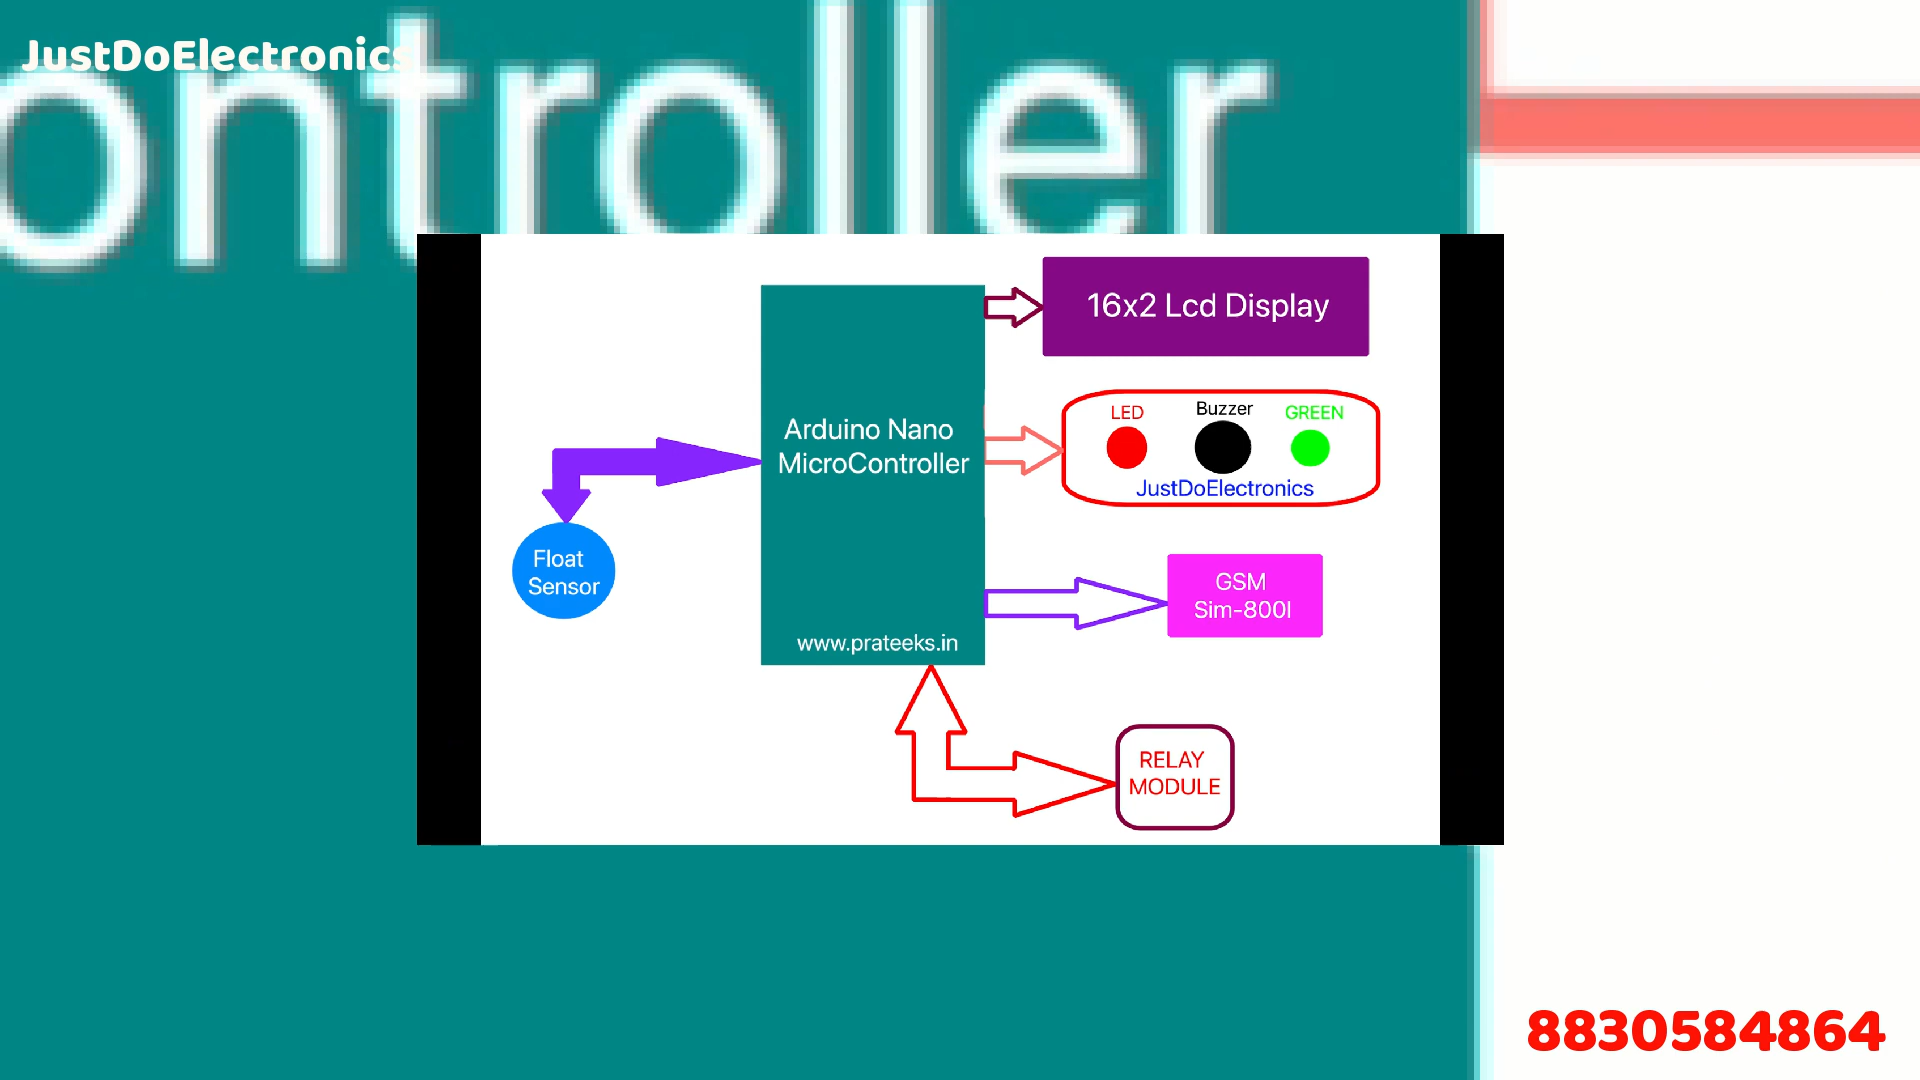 JustDoElectronics
ontroller
16x2 Lcd Display
Arduino Nano
MicroController
LED
Buzzer
GREEN
JustDoElectronics
Float
Sensor
GSM
Sim-800l
www.prateeks.in
RELAY
MODULE
8830584864